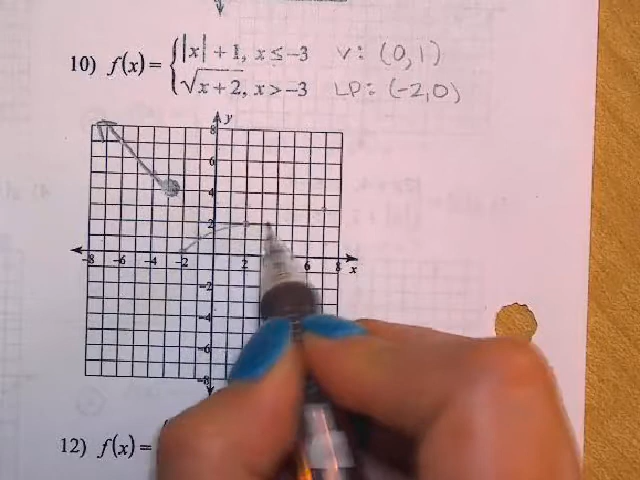 10) f(x) = { |x| + 1, x ≤ −3 V: (0,1)
√x + 2, x > −3 LP: (-2,0)
y
8
6
4
2
-8 -6 -4 -2 2 6 8 x
-2
-4
-6
-8
12) f(x) =